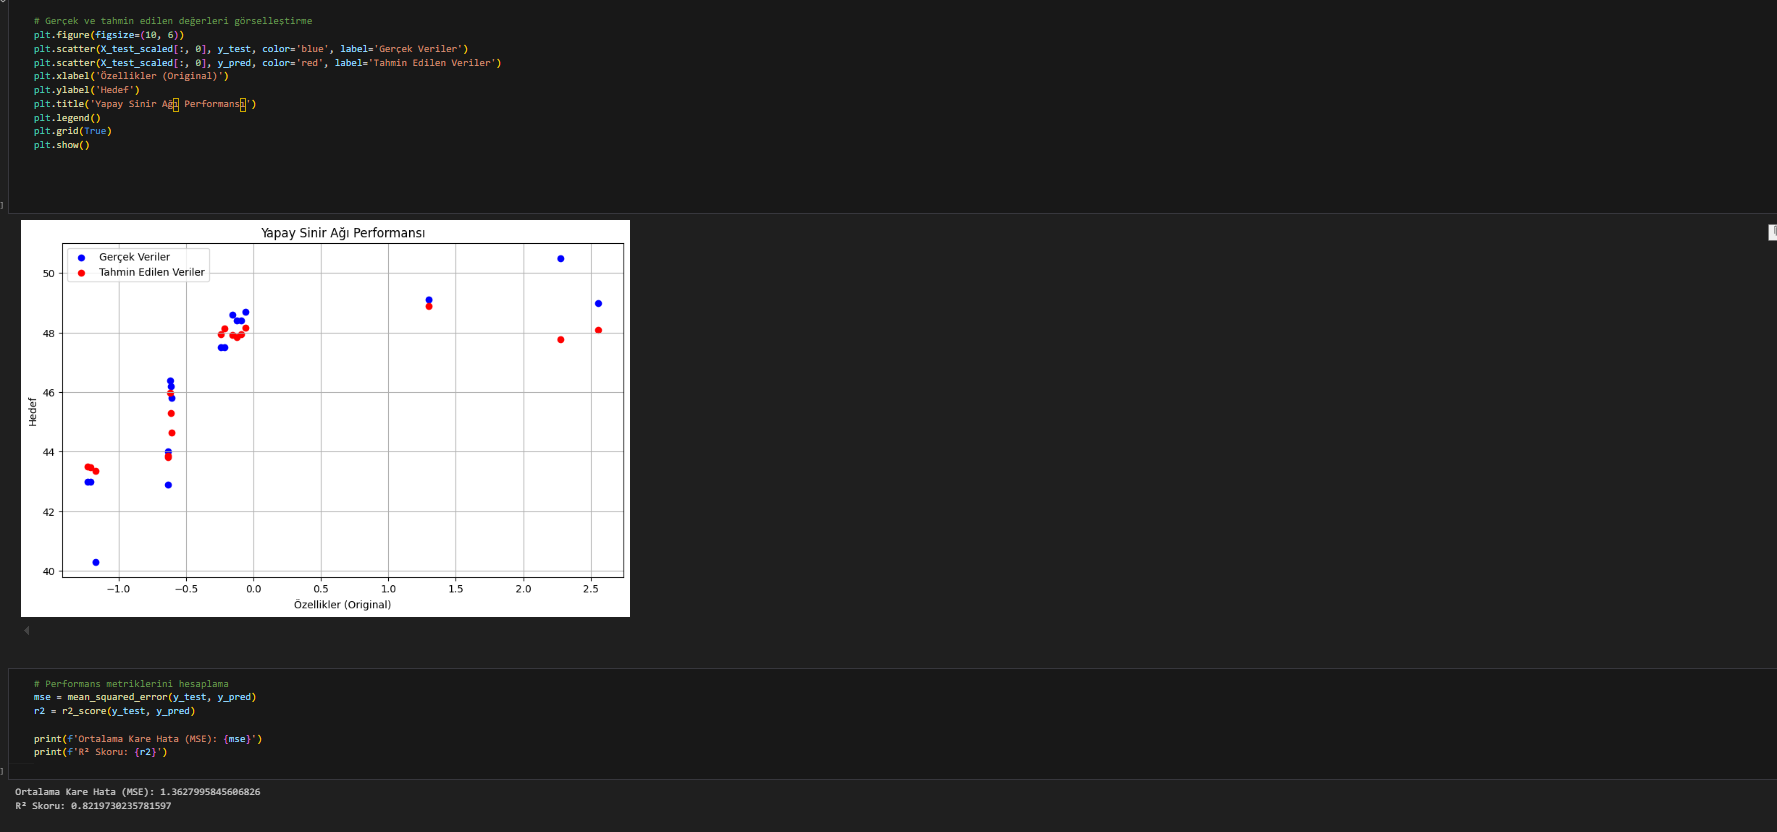 # Gerçek ve tahmin edilen değerleri görselleştirme
plt.figure(figsize=(10, 6))
plt.scatter(X_test_scaled[:, 0], y_test, color='blue', label='Gerçek Veriler')
plt.scatter(X_test_scaled[:, 0], y_pred, color='red', label='Tahmin Edilen Veriler')
plt.xlabel('Özellikler (Original)')
plt.ylabel('Hedef')
plt.title('Yapay Sinir Ağı Performansı')
plt.legend()
plt.grid(True)
plt.show()
]
Yapay Sinir Ağı Performansı
Gerçek Veriler
Tahmin Edilen Veriler
50
48
46
44
42
40
Hedef
−1.0 −0.5 0.0 0.5 1.0 1.5 2.0 2.5
Özellikler (Original)
# Performans metriklerini hesaplama
mse = mean_squared_error(y_test, y_pred)
r2 = r2_score(y_test, y_pred)
print(f'Ortalama Kare Hata (MSE): {mse}')
print(f'R² Skoru: {r2}')
]
Ortalama Kare Hata (MSE): 1.3627995845606826
R² Skoru: 0.8219730235781597